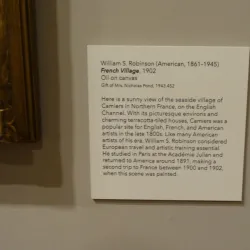 William S. Robinson (American, 1861–1945)
French Village, 1902
Oil on canvas
Gift of Mrs. Nicholas Pond, 1942.452
Here is a sunny view of the seaside village of
Camiers in Northern France, on the English
Channel. With its picturesque environs and
charming terracotta-tiled houses, Camiers was a
popular site for English, French, and American
artists in the late 1800s. Like many American
artists of his era, William S. Robinson considered
European travel and artistic training essential.
He studied in Paris at the Académie Julian and
returned to America around 1891, making a
second trip to France between 1900 and 1902,
when this scene was painted.